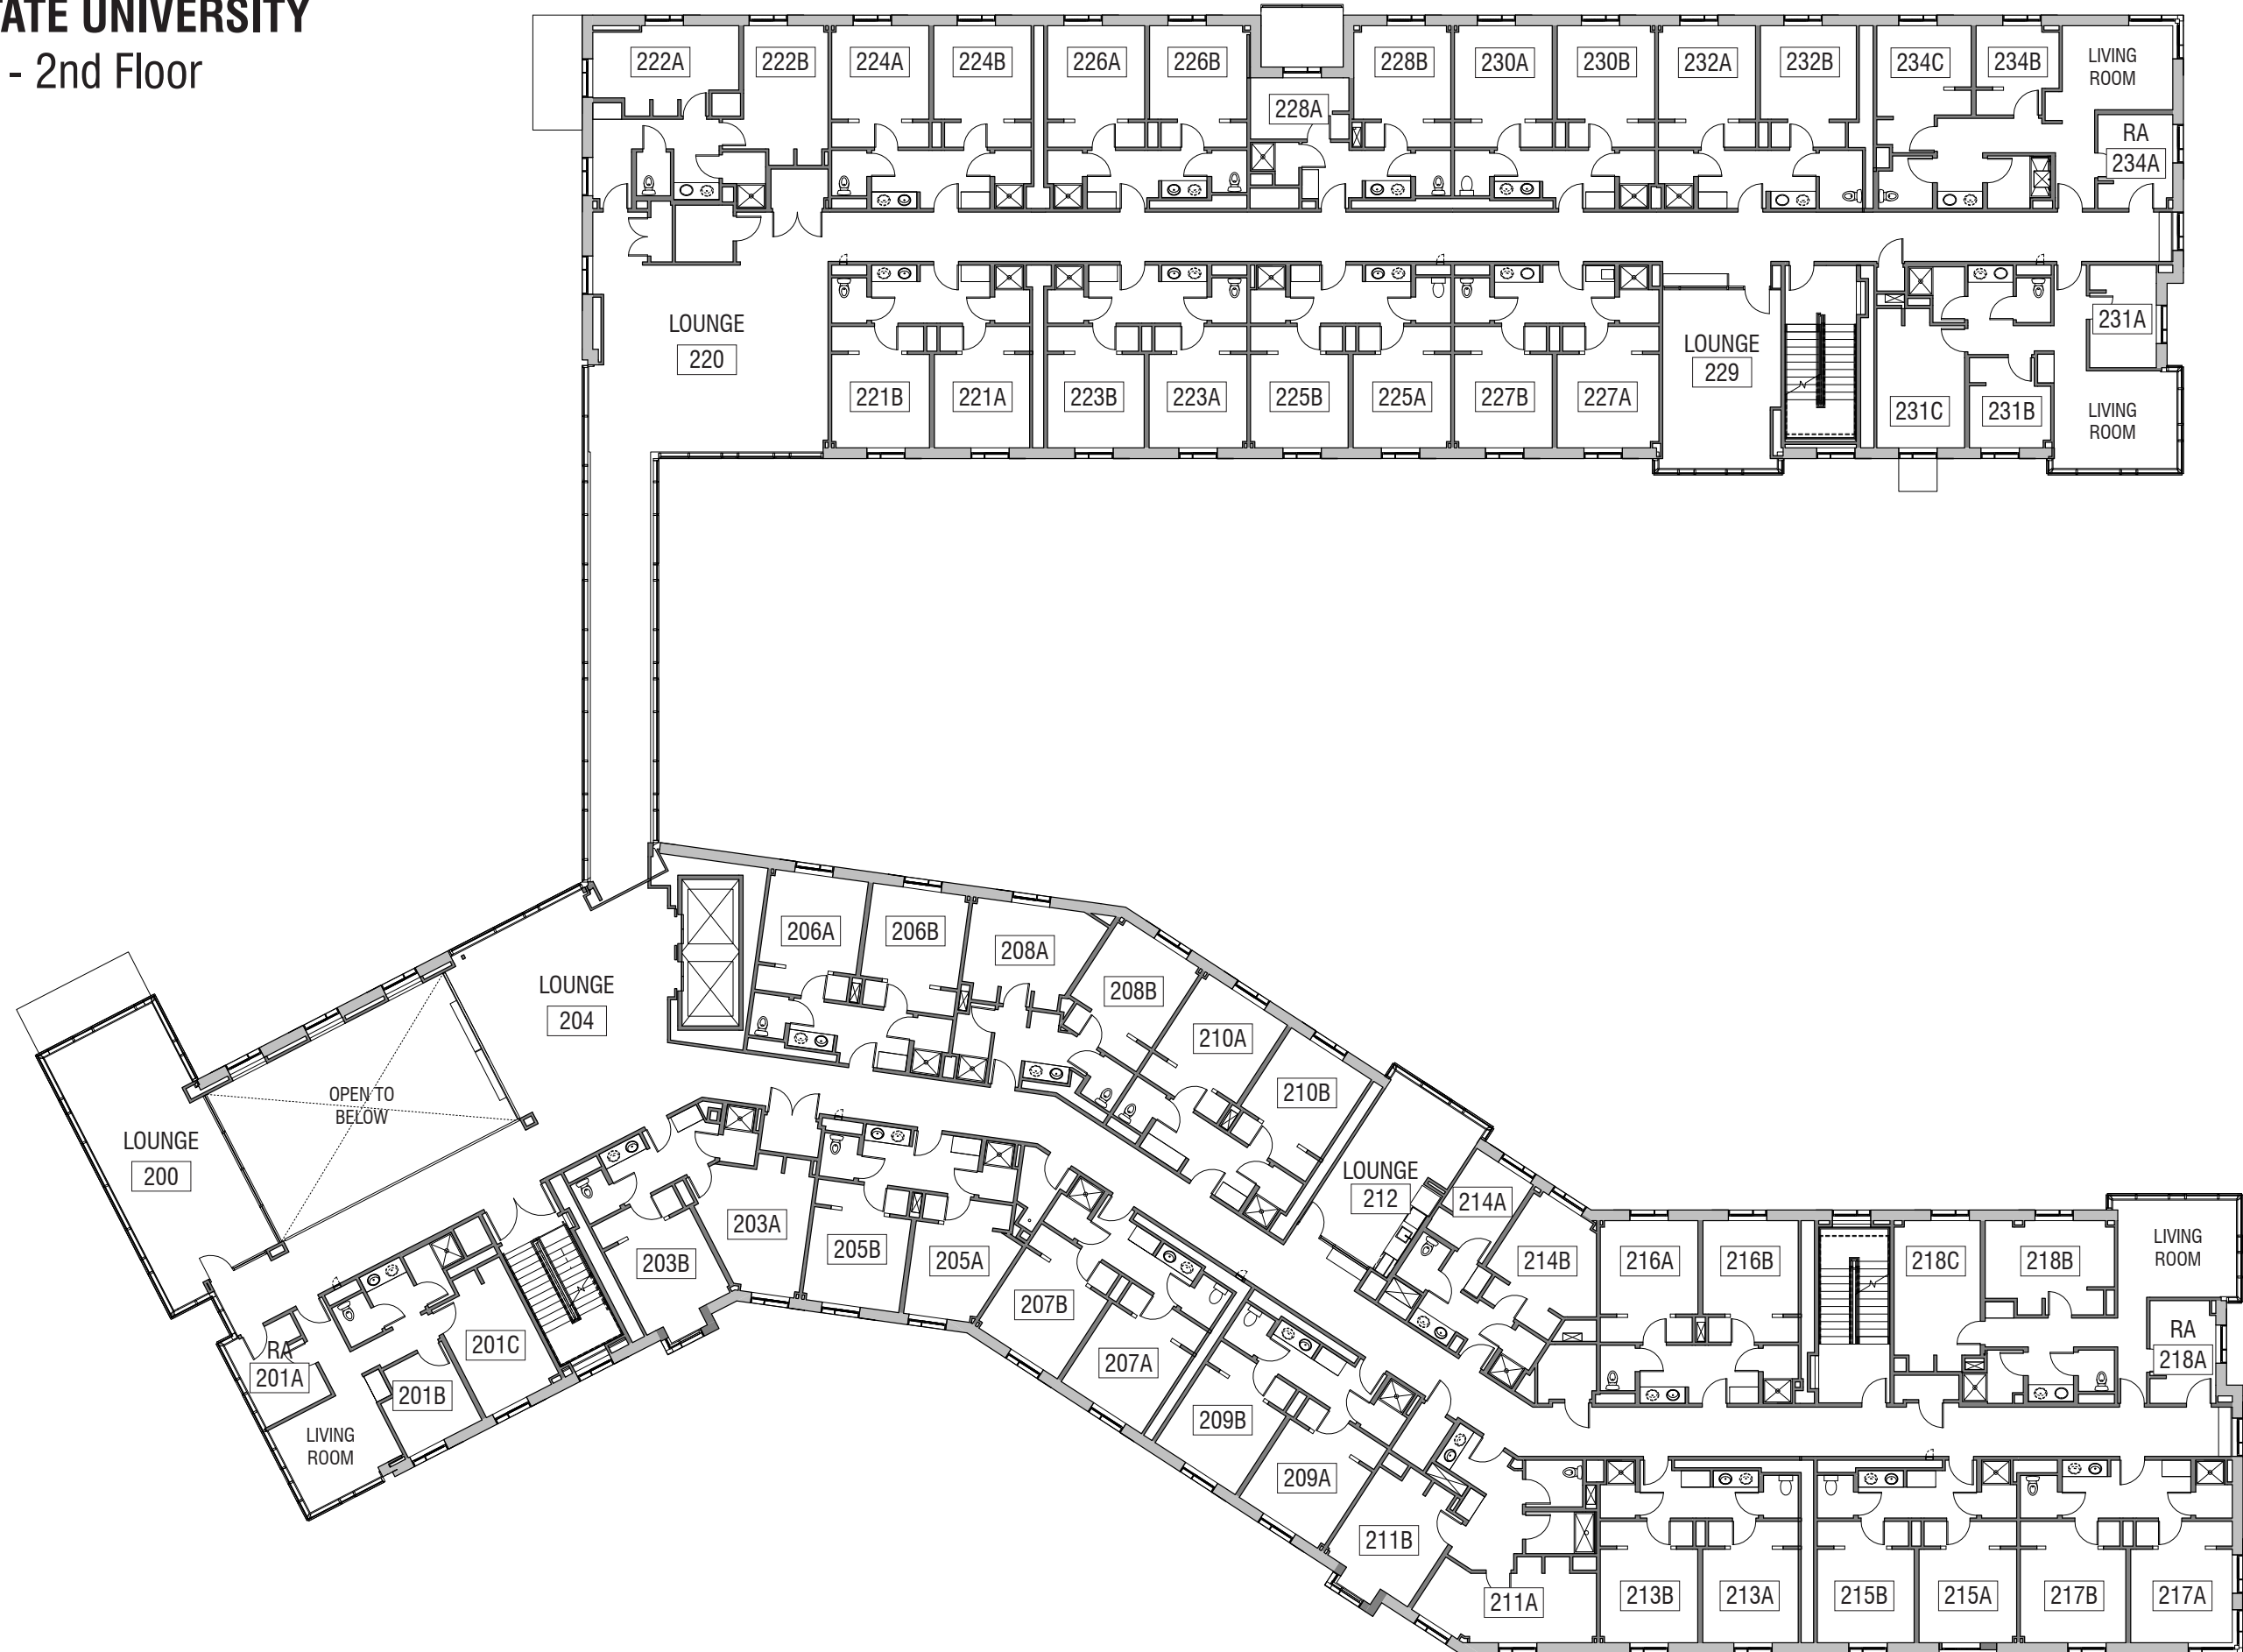 TATE UNIVERSITY
- 2nd Floor
222A
222B
224A
224B
226A
226B
228A
228B
230A
230B
232A
232B
234C
234B
LIVING
ROOM
RA
234A
LOUNGE
220
221B
221A
223B
223A
225B
225A
227B
227A
LOUNGE
229
231C
231B
231A
LIVING
ROOM
206A
206B
208A
208B
210A
210B
LOUNGE
204
OPEN TO
BELOW
LOUNGE
200
LOUNGE
212
214A
214B
216A
216B
218C
218B
LIVING
ROOM
RA
218A
203A
203B
205B
205A
207B
207A
209B
209A
211B
211A
213B
213A
215B
215A
217B
217A
RA
201A
201B
201C
LIVING
ROOM